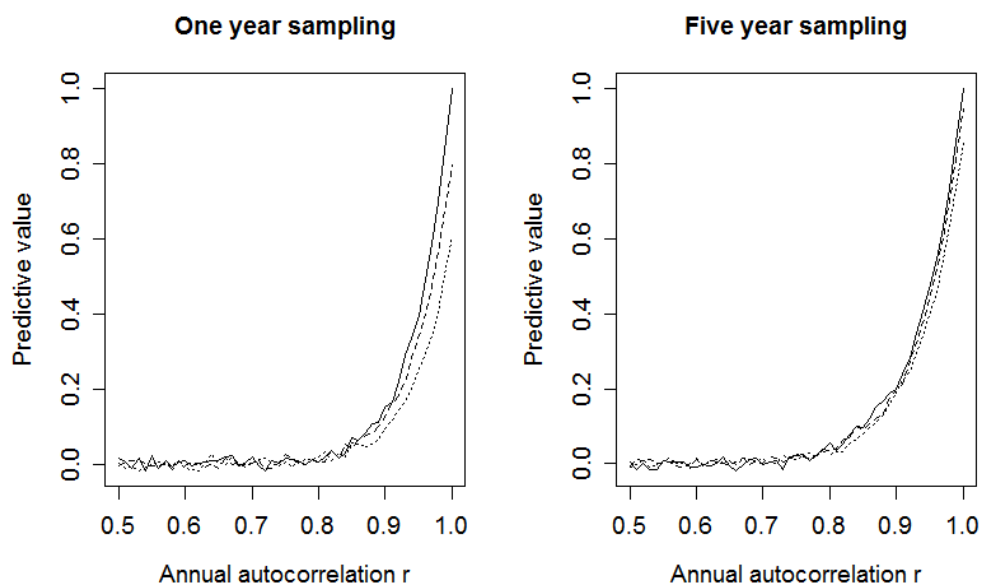 One year sampling
Predictive value
1.0
0.8
0.6
0.4
0.2
0.0
0.5 0.6 0.7 0.8 0.9 1.0
Annual autocorrelation r
Five year sampling
Predictive value
1.0
0.8
0.6
0.4
0.2
0.0
0.5 0.6 0.7 0.8 0.9 1.0
Annual autocorrelation r